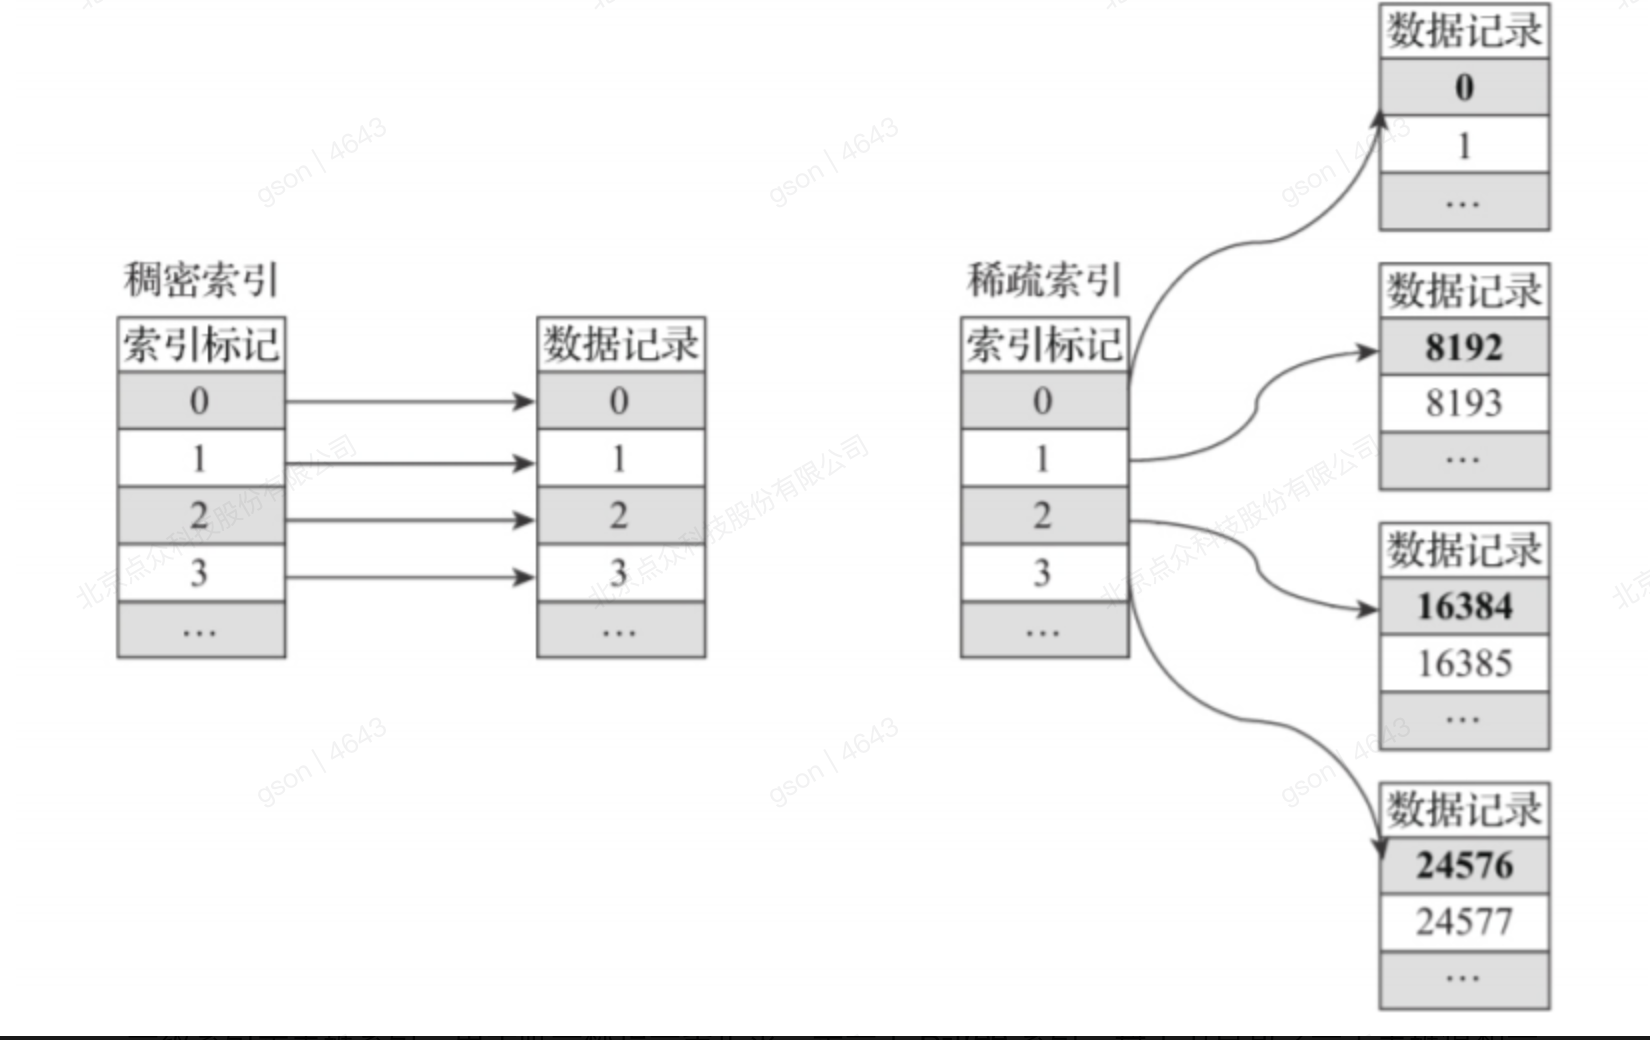 稠密索引
索引标记
0
1
2
3
…
数据记录
0
1
2
3
…
稀疏索引
索引标记
0
1
2
3
…
数据记录
0
1
…
数据记录
8192
8193
…
数据记录
16384
16385
…
数据记录
24576
24577
…
gson | 4643
gson | 4643
gson | 4643
北京点众科技股份有限公司
北京点众科技股份有限公司
北京点众科技股份有限公司
gson | 4643
gson | 4643
gson | 4643